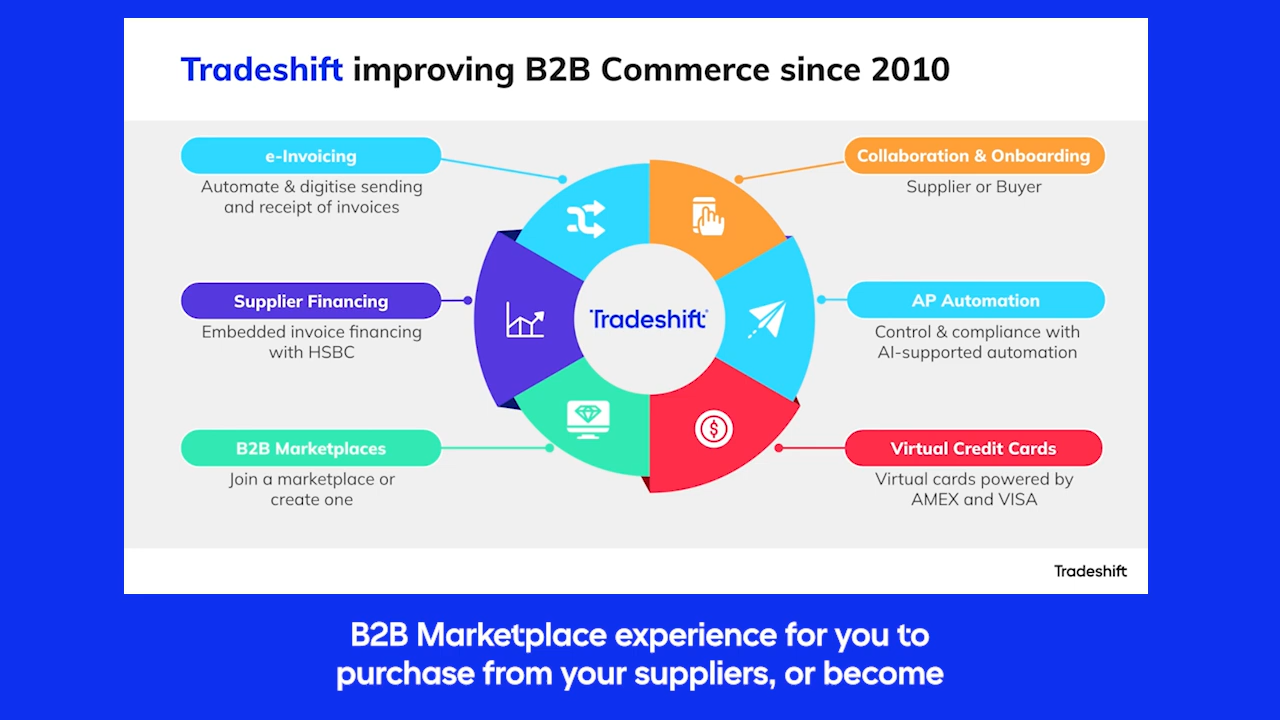 Tradeshift improving B2B Commerce since 2010
e-Invoicing
Automate & digitise sending
and receipt of invoices
Supplier Financing
Embedded invoice financing
with HSBC
B2B Marketplaces
Join a marketplace or
create one
Tradeshift
Collaboration & Onboarding
Supplier or Buyer
AP Automation
Control & compliance with
AI-supported automation
Virtual Credit Cards
Virtual cards powered by
AMEX and VISA
Tradeshift
B2B Marketplace experience for you to
purchase from your suppliers, or become